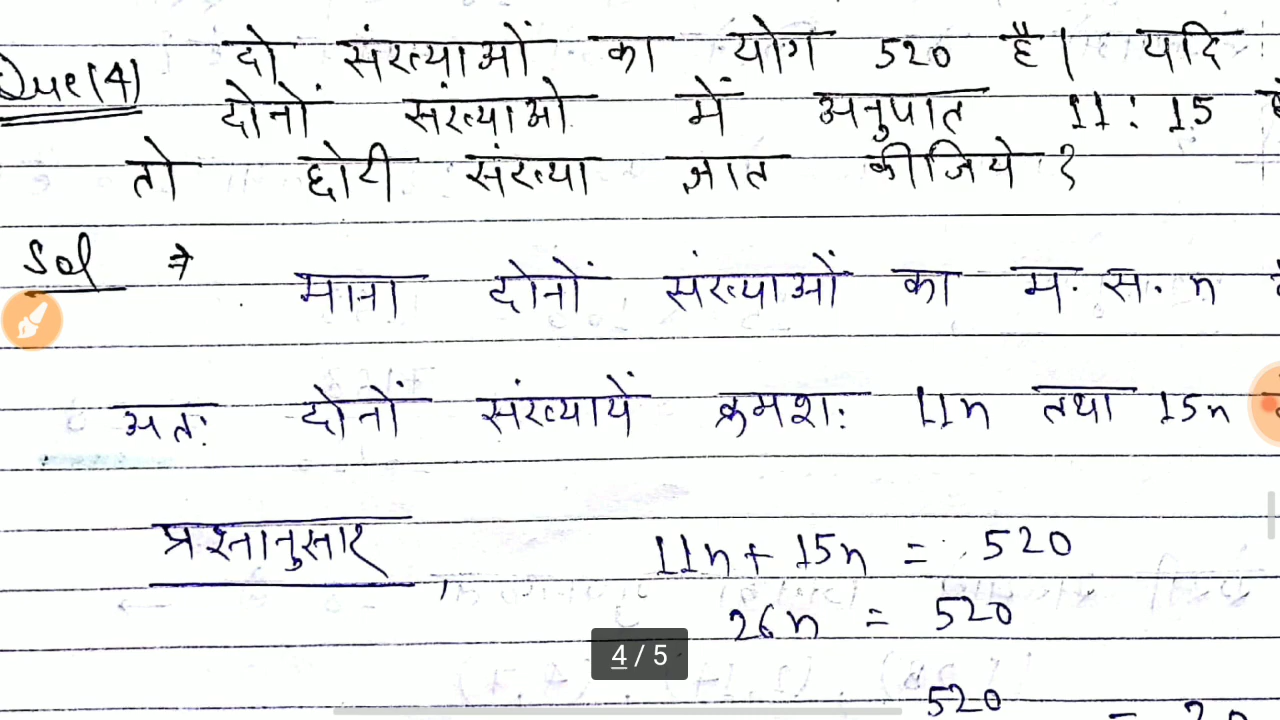 दो संख्याओं का योग 520 है। यदि
Que(4) दोनों संख्याओ में अनुपात 11:15
तो छोटी संख्या ज्ञात कीजिये?
Sol ⇒ माना दोनों संख्याओं का म.स. n
अतः दोनों संख्यायें क्रमशः 11n तथा 15n
प्रश्नानुसार, 11n + 15n = 520
26n = 520
4 / 5
520